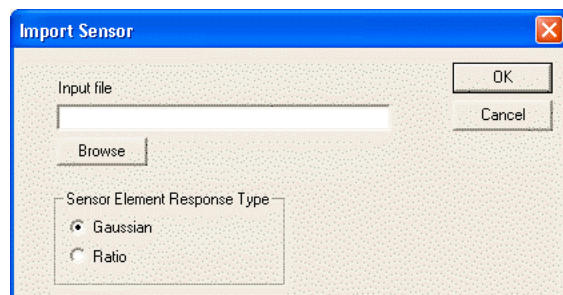 Import Sensor
Input file
OK
Cancel
Browse
Sensor Element Response Type
Gaussian
Ratio